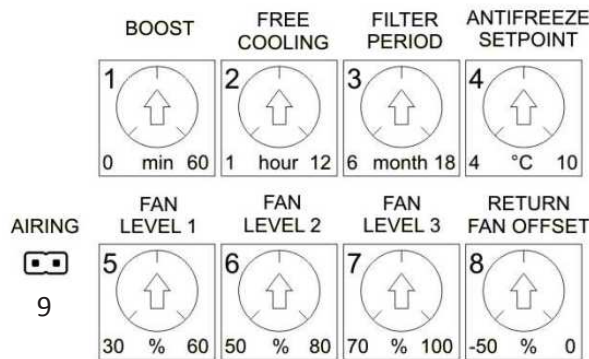 BOOST
FREE COOLING
FILTER PERIOD
ANTIFREEZE SETPOINT
1
0 min 60
2
1 hour 12
3
6 month 18
4
4 °C 10
AIRING
9
FAN LEVEL 1
FAN LEVEL 2
FAN LEVEL 3
RETURN FAN OFFSET
5
30 % 60
6
50 % 80
7
70 % 100
8
-50 % 0